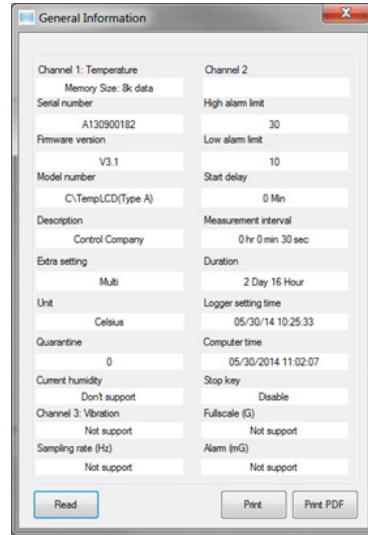 General Information
Channel 1: Temperature
Channel 2
Memory Size: 8k data
Serial number
High alarm limit
A130900182
30
Firmware version
Low alarm limit
V3.1
10
Model number
Start delay
C\TempLCD(Type A)
0 Min
Description
Measurement interval
Control Company
0 hr 0 min 30 sec
Extra setting
Duration
Multi
2 Day 16 Hour
Unit
Logger setting time
Celsius
05/30/14 10:25:33
Quarantine
Computer time
0
05/30/2014 11:02:07
Current humidity
Stop key
Don't support
Disable
Channel 3: Vibration
Fullscale (G)
Not support
Not support
Sampling rate (Hz)
Alarm (mG)
Not support
Not support
Read
Print
Print PDF